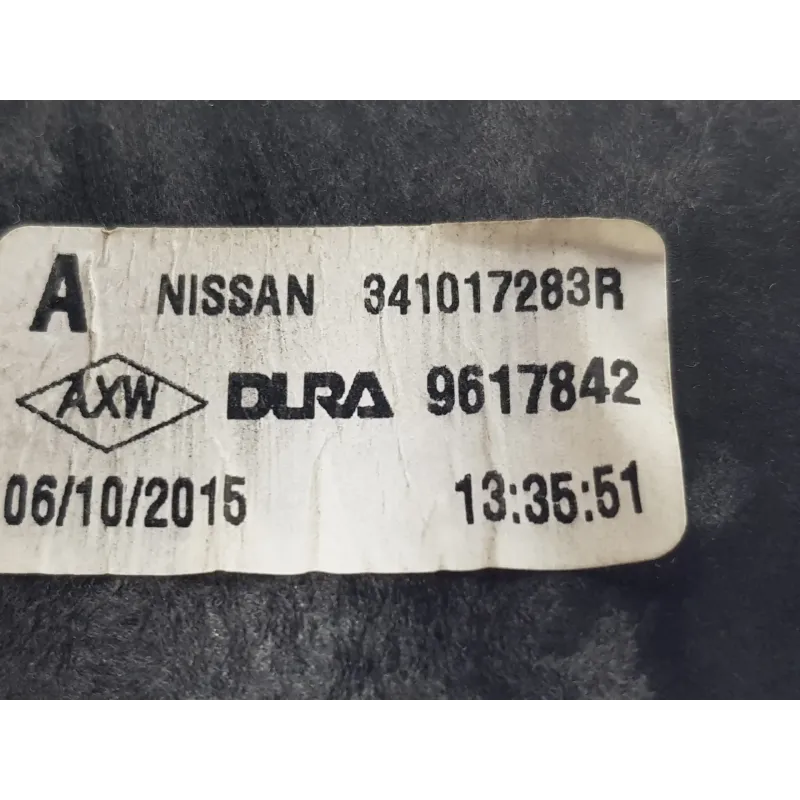 A NISSAN 341017283R
AXW DURA 9617842
06/10/2015 13:35:51